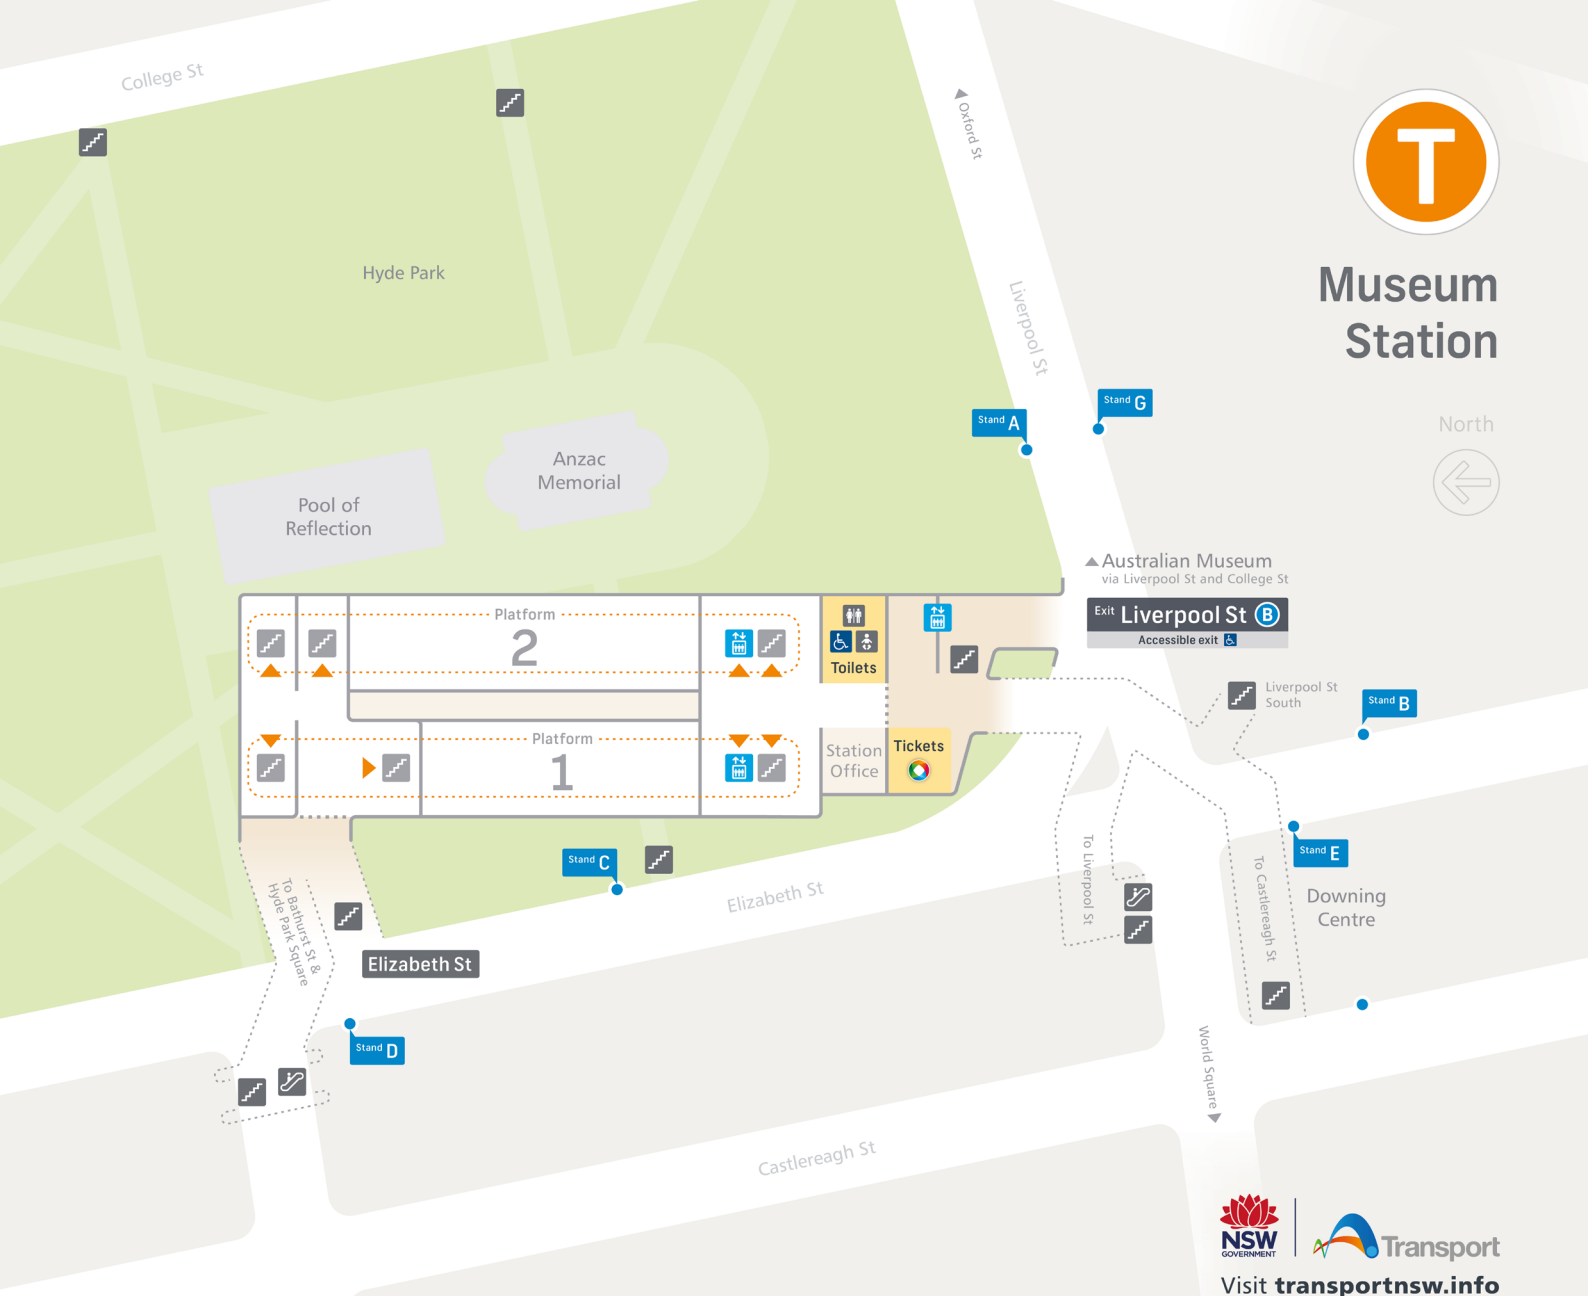 College St
Oxford St
T
Museum
Station
Hyde Park
Liverpool St
Stand G
Stand A
North
Anzac
Memorial
Pool of
Reflection
Australian Museum
via Liverpool St and College St
Exit Liverpool St B
Accessible exit
Platform
2
Toilets
Liverpool St
South
Stand B
Platform
1
Station
Office
Tickets
Stand C
Stand E
To Liverpool St
To Castlereagh St
Downing
Centre
Elizabeth St
To Bathurst St &
Hyde Park Square
Elizabeth St
Stand D
World Square
Castlereagh St
NSW
GOVERNMENT
Transport
Visit transportnsw.info